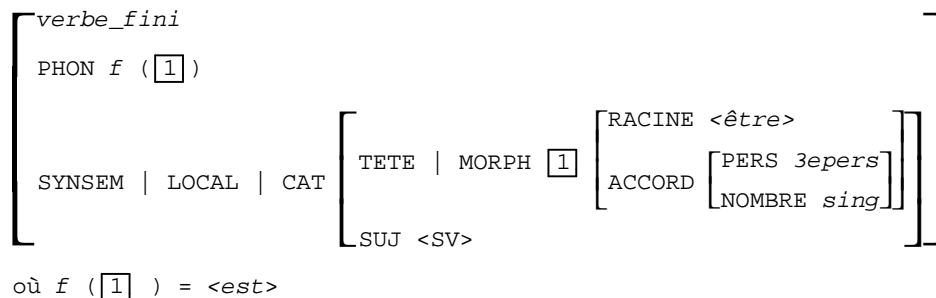 verbe_fini
PHON f ( 1 )
RACINE <être>
TETE | MORPH 1
PERS 3epers
SYNSEM | LOCAL | CAT
ACCORD
NOMBRE sing
SUJ <SV>
où f ( 1 ) = <est>